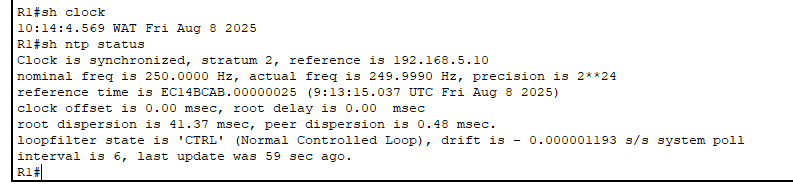 R1#sh clock
10:14:4.569 WAT Fri Aug 8 2025
R1#sh ntp status
Clock is synchronized, stratum 2, reference is 192.168.5.10
nominal freq is 250.0000 Hz, actual freq is 249.9990 Hz, precision is 2**24
reference time is EC14BCAB.00000025 (9:13:15.037 UTC Fri Aug 8 2025)
clock offset is 0.00 msec, root delay is 0.00  msec
root dispersion is 41.37 msec, peer dispersion is 0.48 msec.
loopfilter state is 'CTRL' (Normal Controlled Loop), drift is - 0.000001193 s/s system poll
interval is 6, last update was 59 sec ago.
R1#